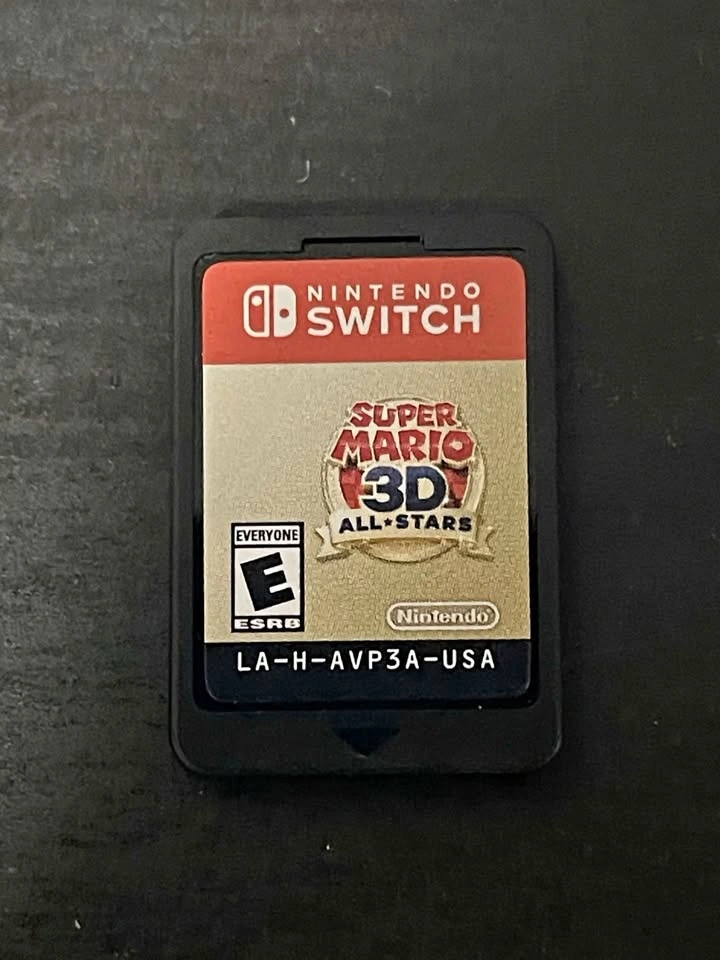 NINTENDO
SWITCH
SUPER
MARIO
3D
ALL★STARS
EVERYONE
E
ESRB
Nintendo®
LA-H-AVP3A-USA